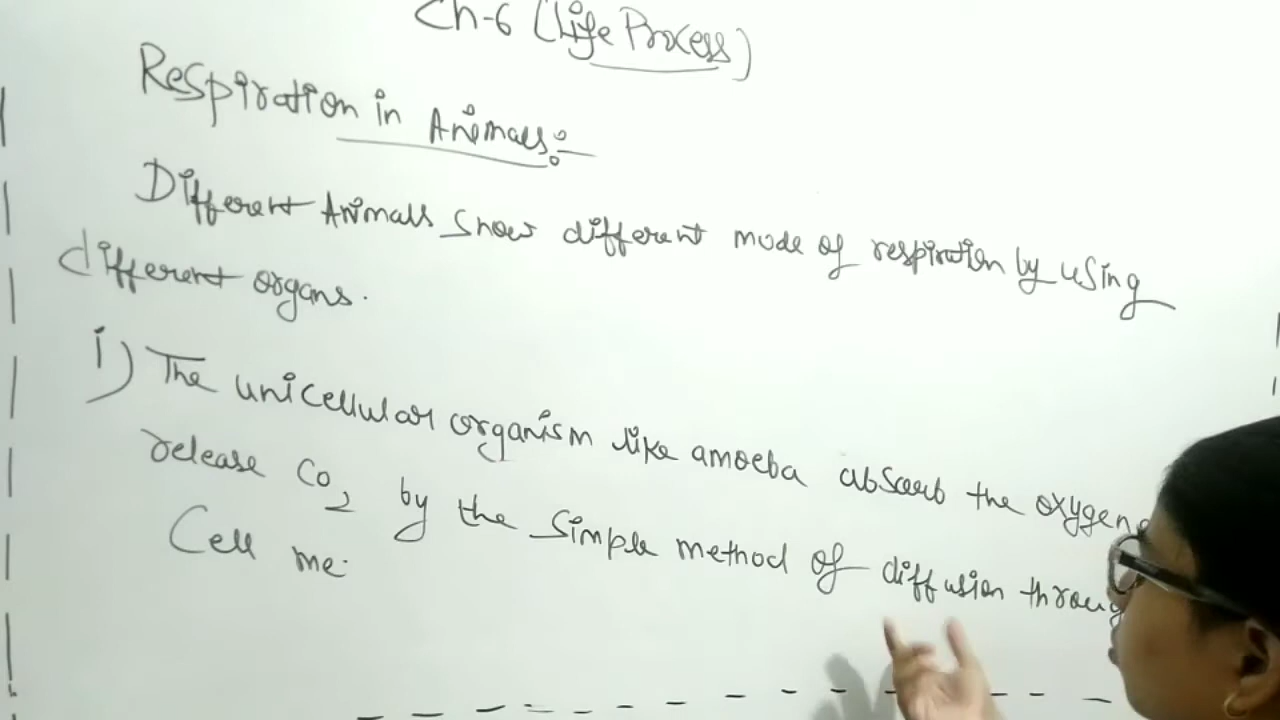 Ch-6 (Life Process)
Respiration in Animals:-
Different Animals show different mode of respiration by using
different organs.
i) The unicellular organism like amoeba absorb the oxygen
release CO2 by the simple method of diffusion throug
Cell me.